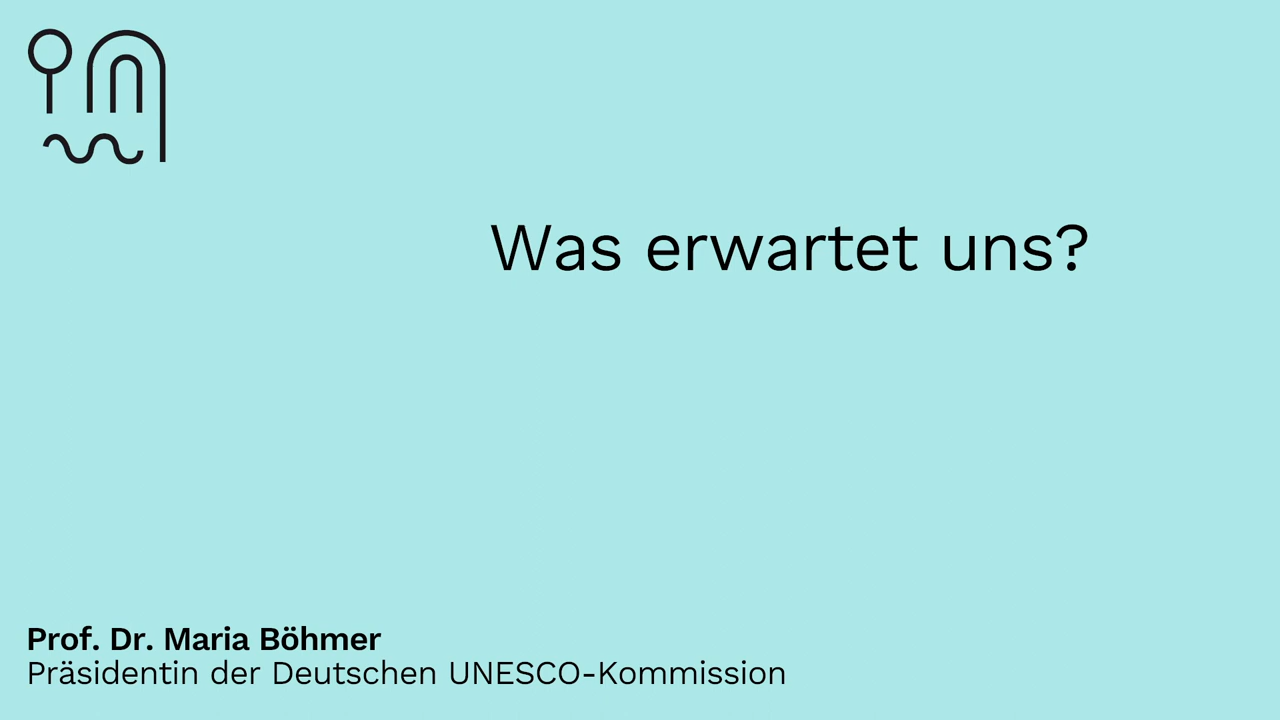 Was erwartet uns?
Prof. Dr. Maria Böhmer
Präsidentin der Deutschen UNESCO-Kommission